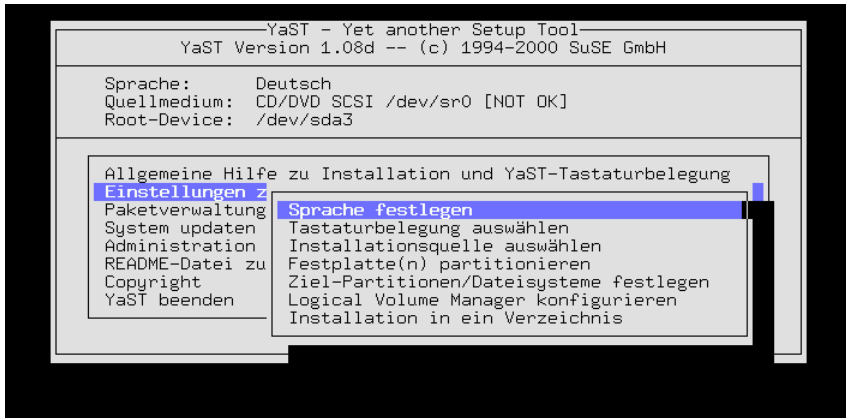 YaST - Yet another Setup Tool
YaST Version 1.08d -- (c) 1994-2000 SuSE GmbH
Sprache: Deutsch
Quellmedium: CD/DVD SCSI /dev/sr0 [NOT OK]
Root-Device: /dev/sda3
Allgemeine Hilfe zu Installation und YaST-Tastaturbelegung
Einstellungen z
Paketverwaltung
System updaten
Administration
README-Datei zu
Copyright
YaST beenden
Sprache festlegen
Tastaturbelegung auswählen
Installationsquelle auswählen
Festplatte(n) partitionieren
Ziel-Partitionen/Dateisysteme festlegen
Logical Volume Manager konfigurieren
Installation in ein Verzeichnis